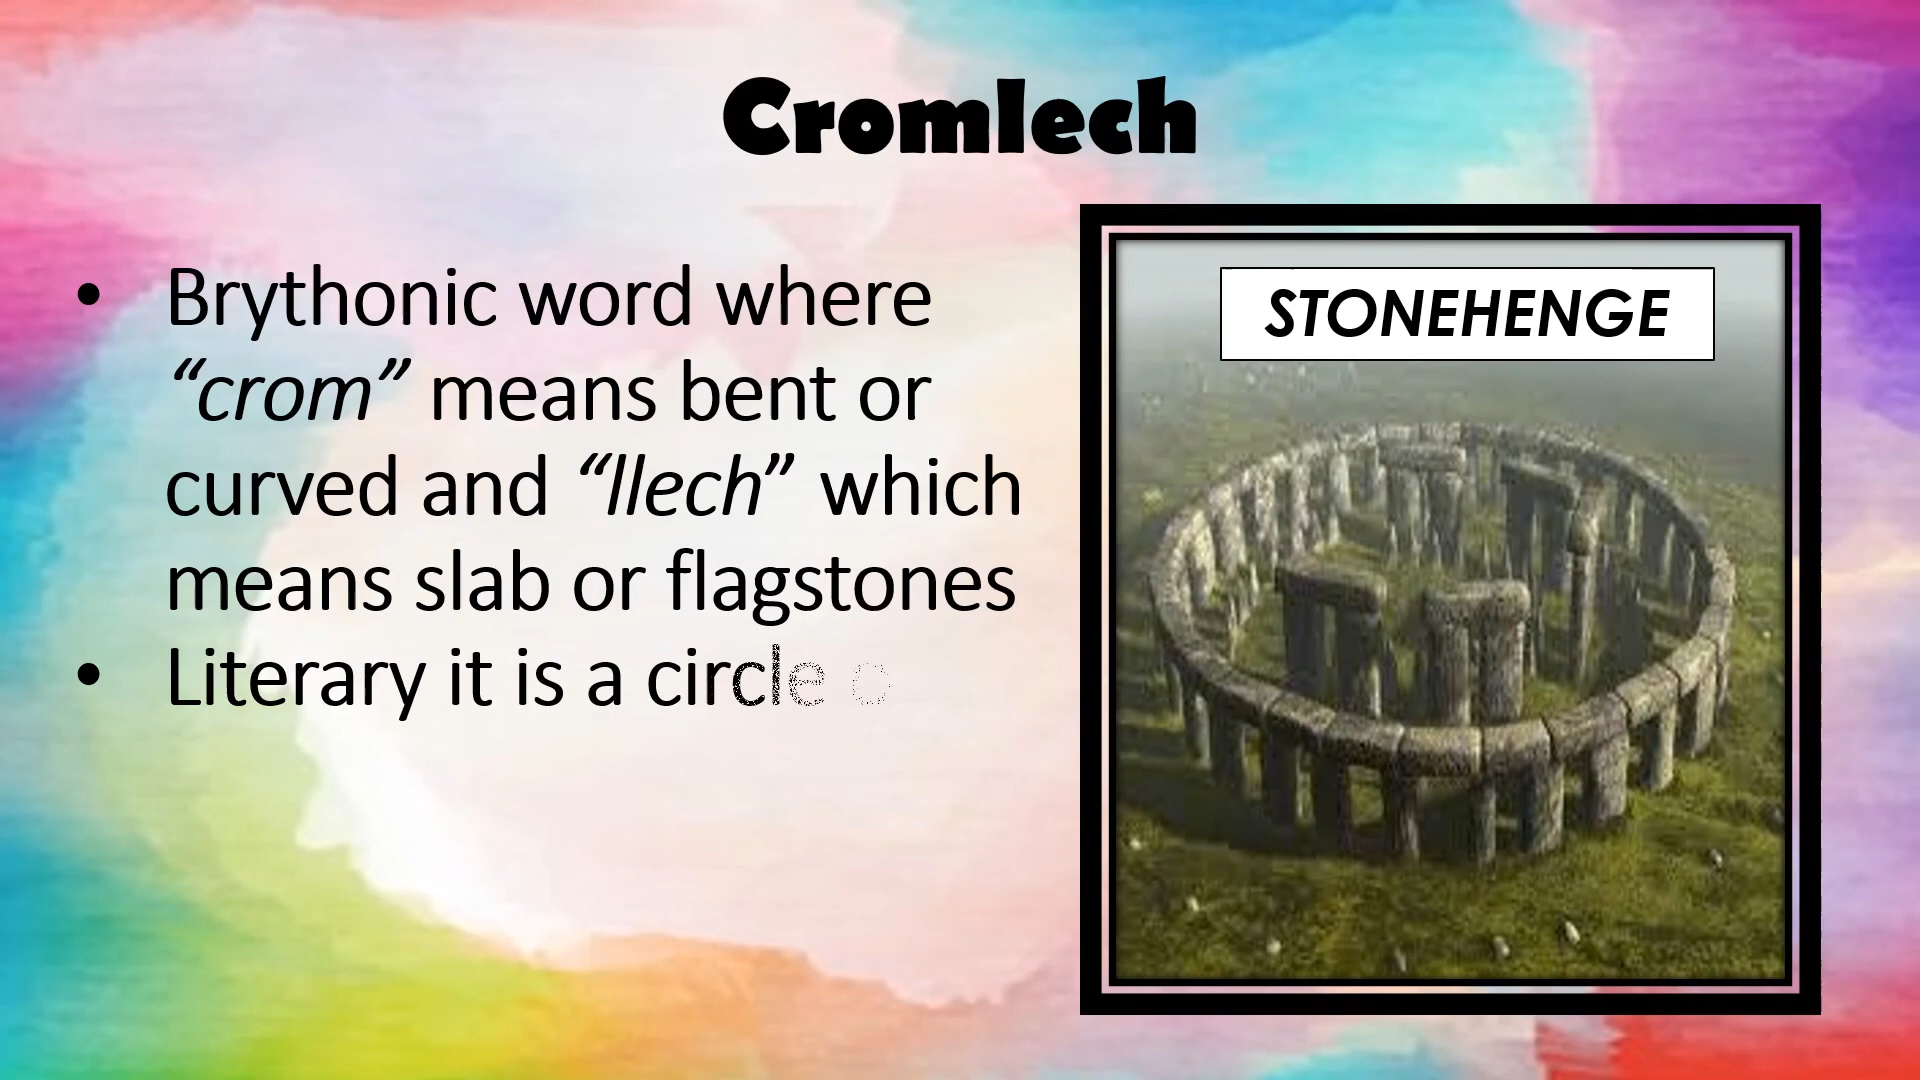 Cromlech
• Brythonic word where
“crom” means bent or
curved and “llech” which
means slab or flagstones
• Literary it is a circle o
STONEHENGE